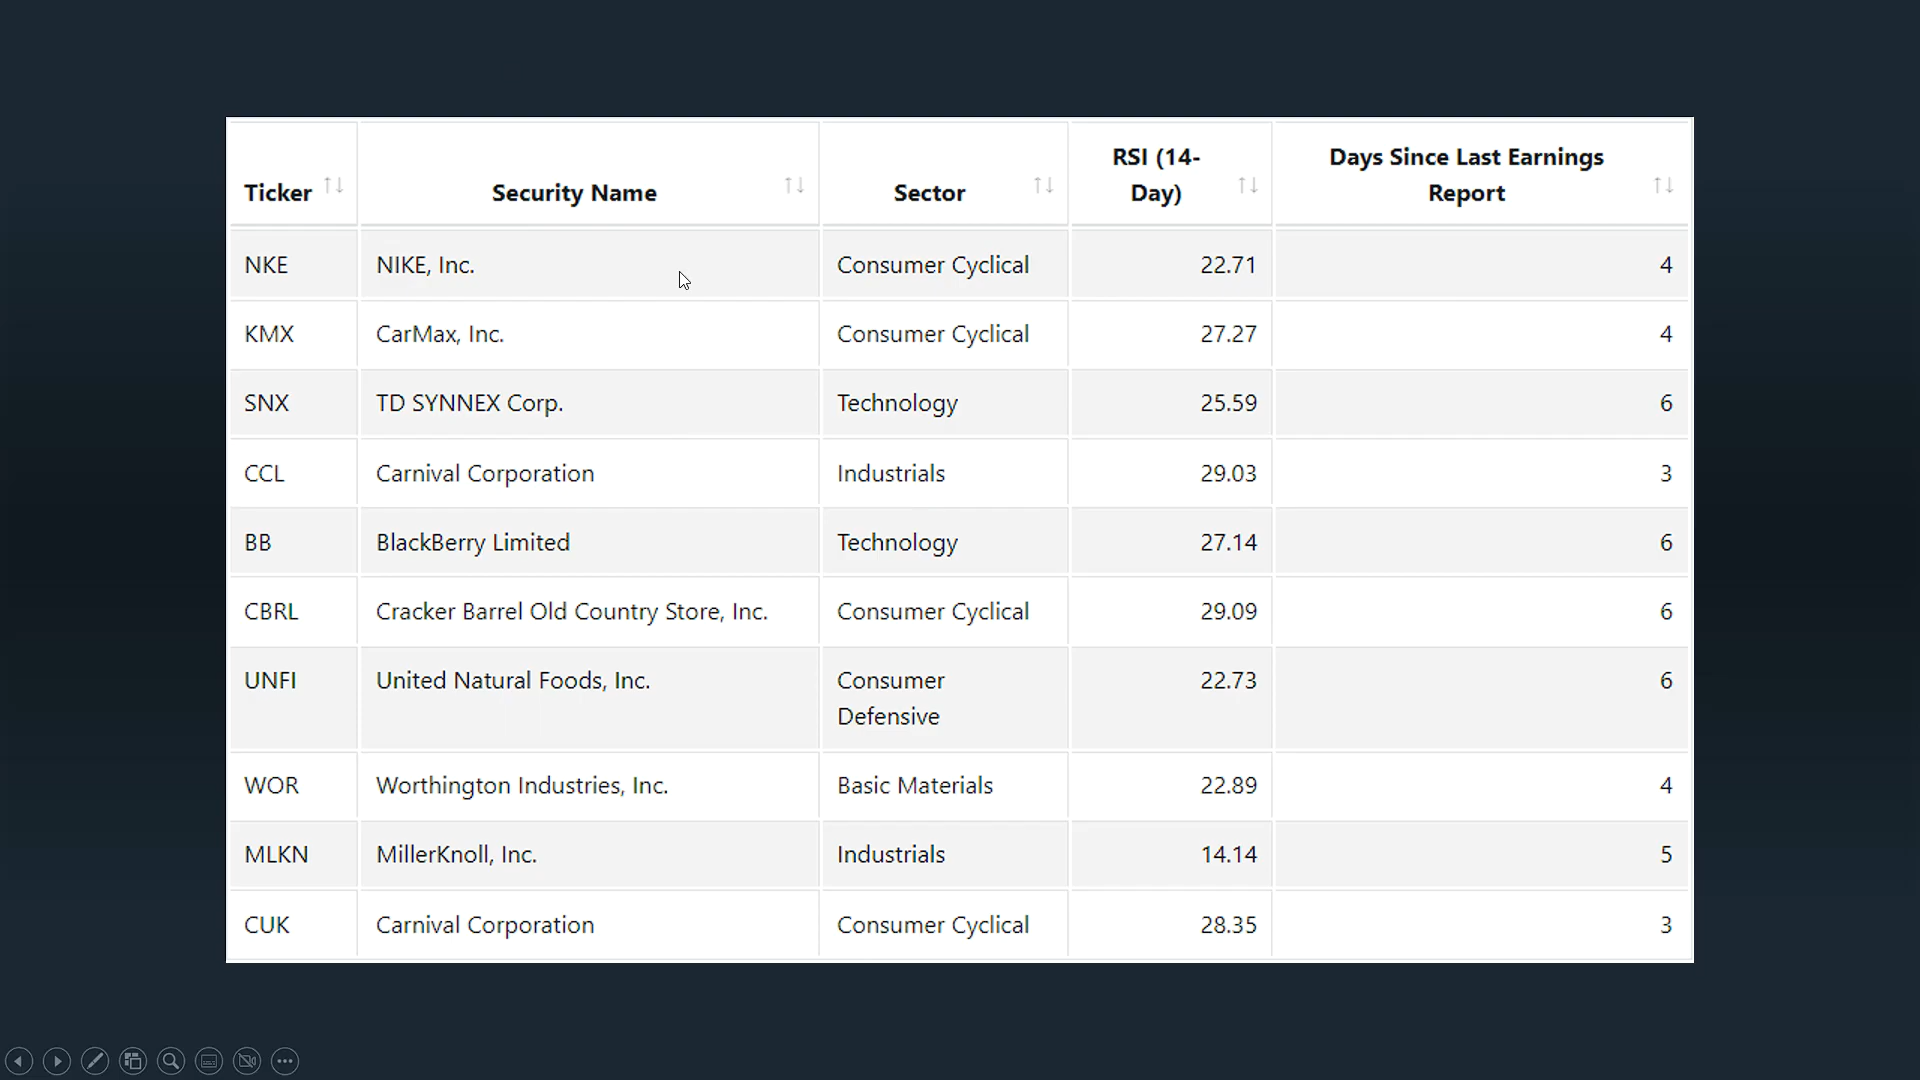 Ticker Security Name Sector RSI (14-Day) Days Since Last Earnings Report
NKE NIKE, Inc. Consumer Cyclical 22.71 4
KMX CarMax, Inc. Consumer Cyclical 27.27 4
SNX TD SYNNEX Corp. Technology 25.59 6
CCL Carnival Corporation Industrials 29.03 3
BB BlackBerry Limited Technology 27.14 6
CBRL Cracker Barrel Old Country Store, Inc. Consumer Cyclical 29.09 6
UNFI United Natural Foods, Inc. Consumer Defensive 22.73 6
WOR Worthington Industries, Inc. Basic Materials 22.89 4
MLKN MillerKnoll, Inc. Industrials 14.14 5
CUK Carnival Corporation Consumer Cyclical 28.35 3